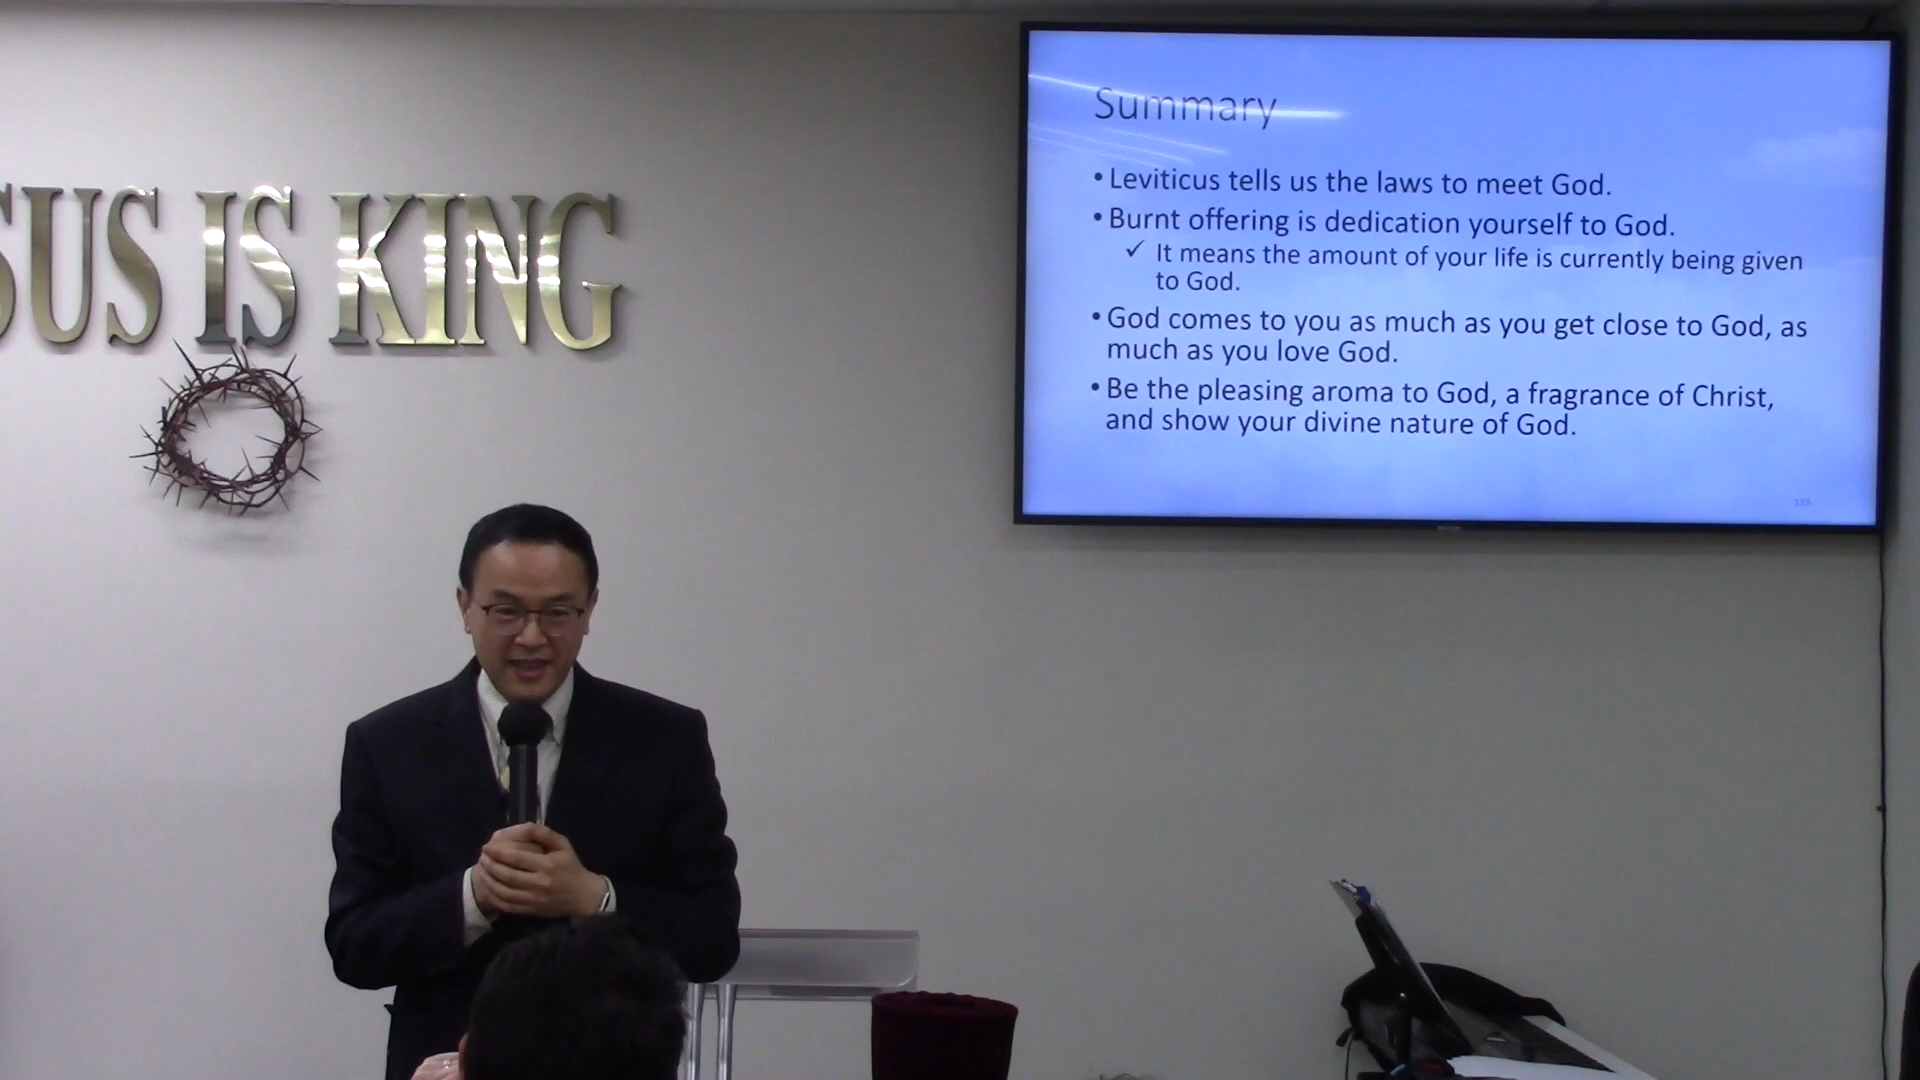 SUS IS KING
Summary
• Leviticus tells us the laws to meet God.
• Burnt offering is dedication yourself to God.
✓ It means the amount of your life is currently being given
to God.
• God comes to you as much as you get close to God, as
much as you love God.
• Be the pleasing aroma to God, a fragrance of Christ,
and show your divine nature of God.